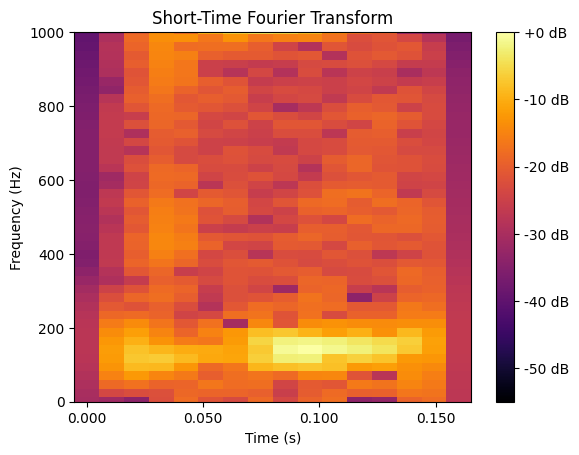 Short-Time Fourier Transform
1000
800
600
400
200
0
Frequency (Hz)
0.000
0.050
0.100
0.150
Time (s)
+0 dB
-10 dB
-20 dB
-30 dB
-40 dB
-50 dB